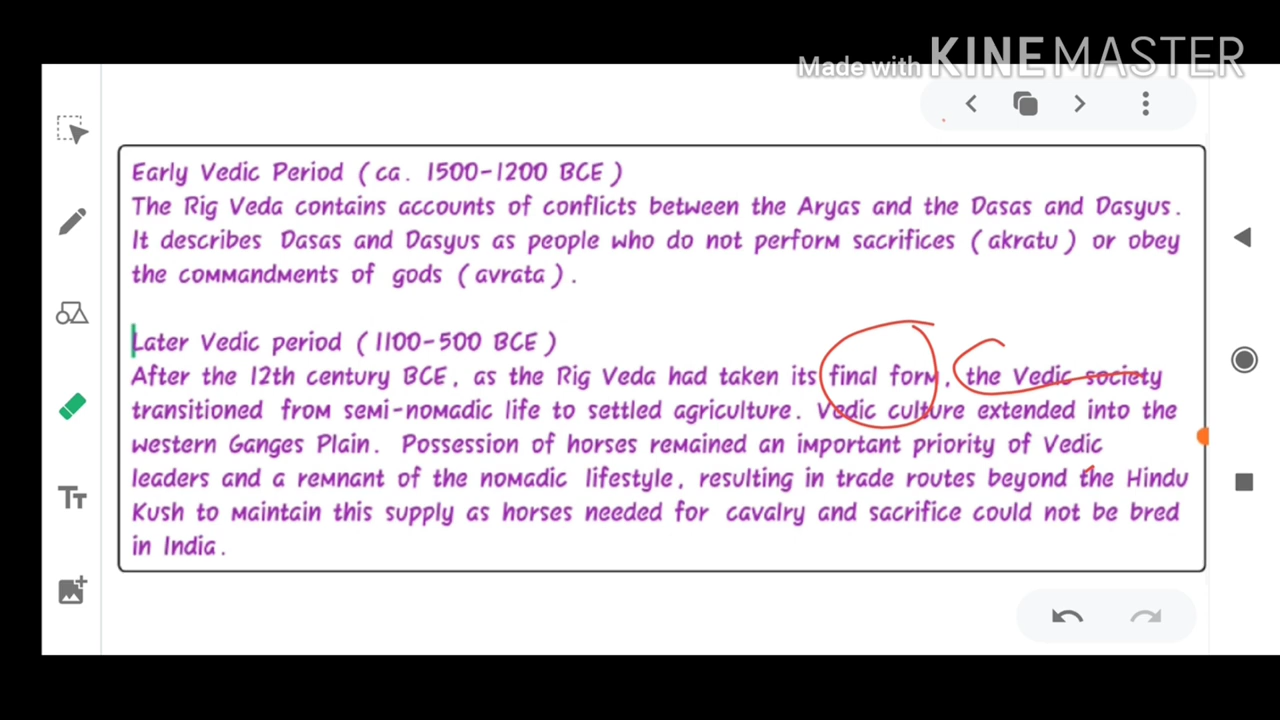 Made with KINEMASTER
Early Vedic Period (ca. 1500-1200 BCE)
The Rig Veda contains accounts of conflicts between the Aryas and the Dasas and Dasyus.
It describes Dasas and Dasyus as people who do not perform sacrifices (akratu) or obey
the commandments of gods (avrata).
Later Vedic period (1100-500 BCE)
After the 12th century BCE, as the Rig Veda had taken its final form, the Vedic society
transitioned from semi-nomadic life to settled agriculture. Vedic culture extended into the
western Ganges Plain. Possession of horses remained an important priority of Vedic
leaders and a remnant of the nomadic lifestyle, resulting in trade routes beyond the Hindu
Kush to maintain this supply as horses needed for cavalry and sacrifice could not be bred
in India.
TT